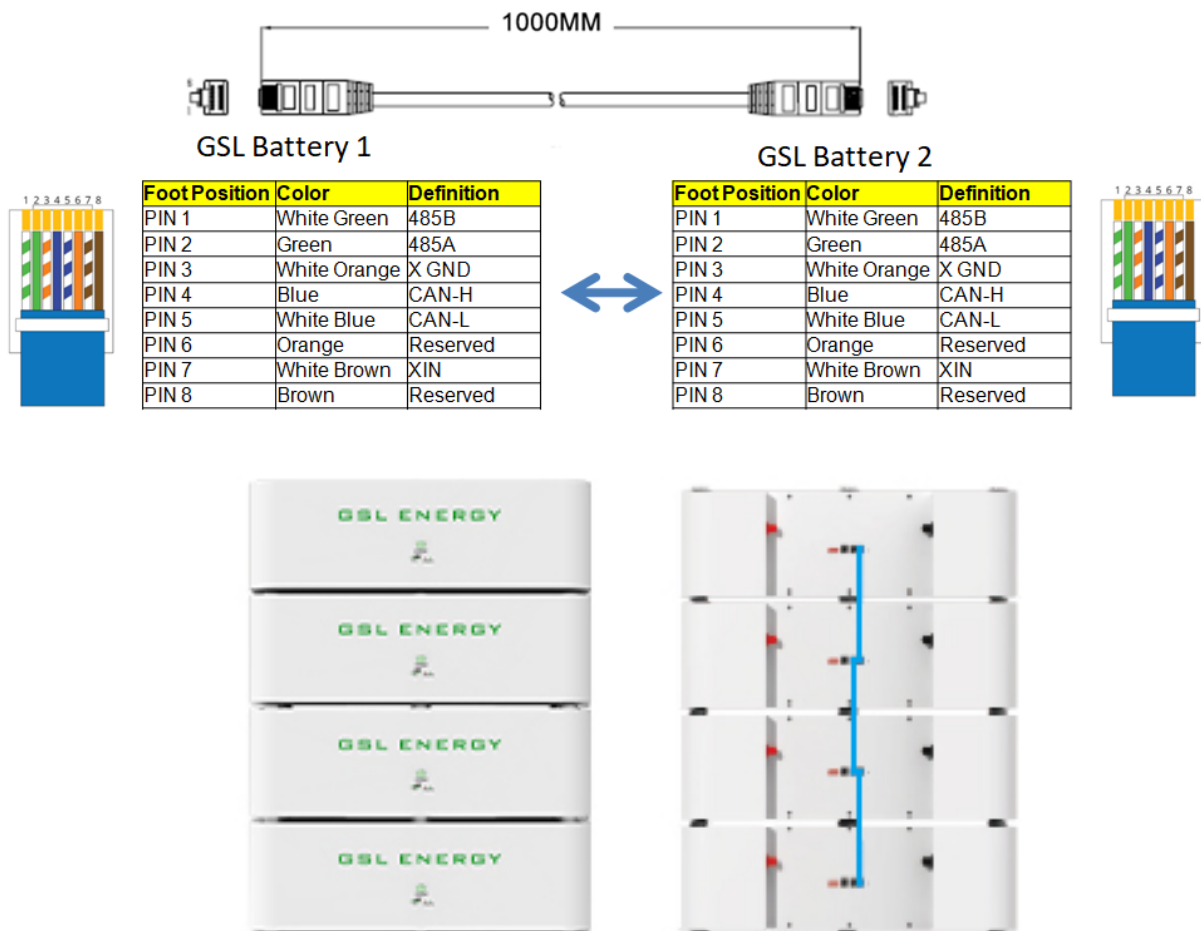 1000MM
GSL Battery 1
GSL Battery 2
1 2 3 4 5 6 7 8
Foot Position Color Definition
PIN 1 White Green 485B
PIN 2 Green 485A
PIN 3 White Orange X GND
PIN 4 Blue CAN-H
PIN 5 White Blue CAN-L
PIN 6 Orange Reserved
PIN 7 White Brown XIN
PIN 8 Brown Reserved
Foot Position Color Definition
PIN 1 White Green 485B
PIN 2 Green 485A
PIN 3 White Orange X GND
PIN 4 Blue CAN-H
PIN 5 White Blue CAN-L
PIN 6 Orange Reserved
PIN 7 White Brown XIN
PIN 8 Brown Reserved
1 2 3 4 5 6 7 8
GSL ENERGY
GSL ENERGY
GSL ENERGY
GSL ENERGY